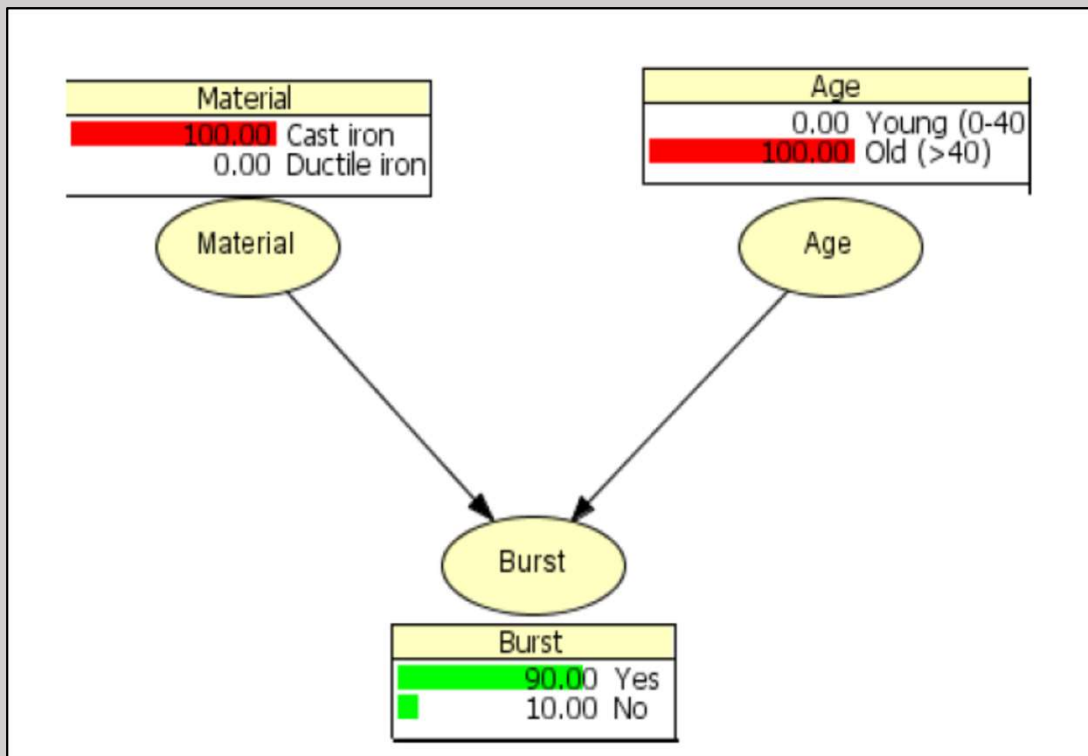 Material
100.00 Cast iron
0.00 Ductile iron
Material
Age
0.00 Young (0-40
100.00 Old (>40)
Age
Burst
Burst
90.00 Yes
10.00 No